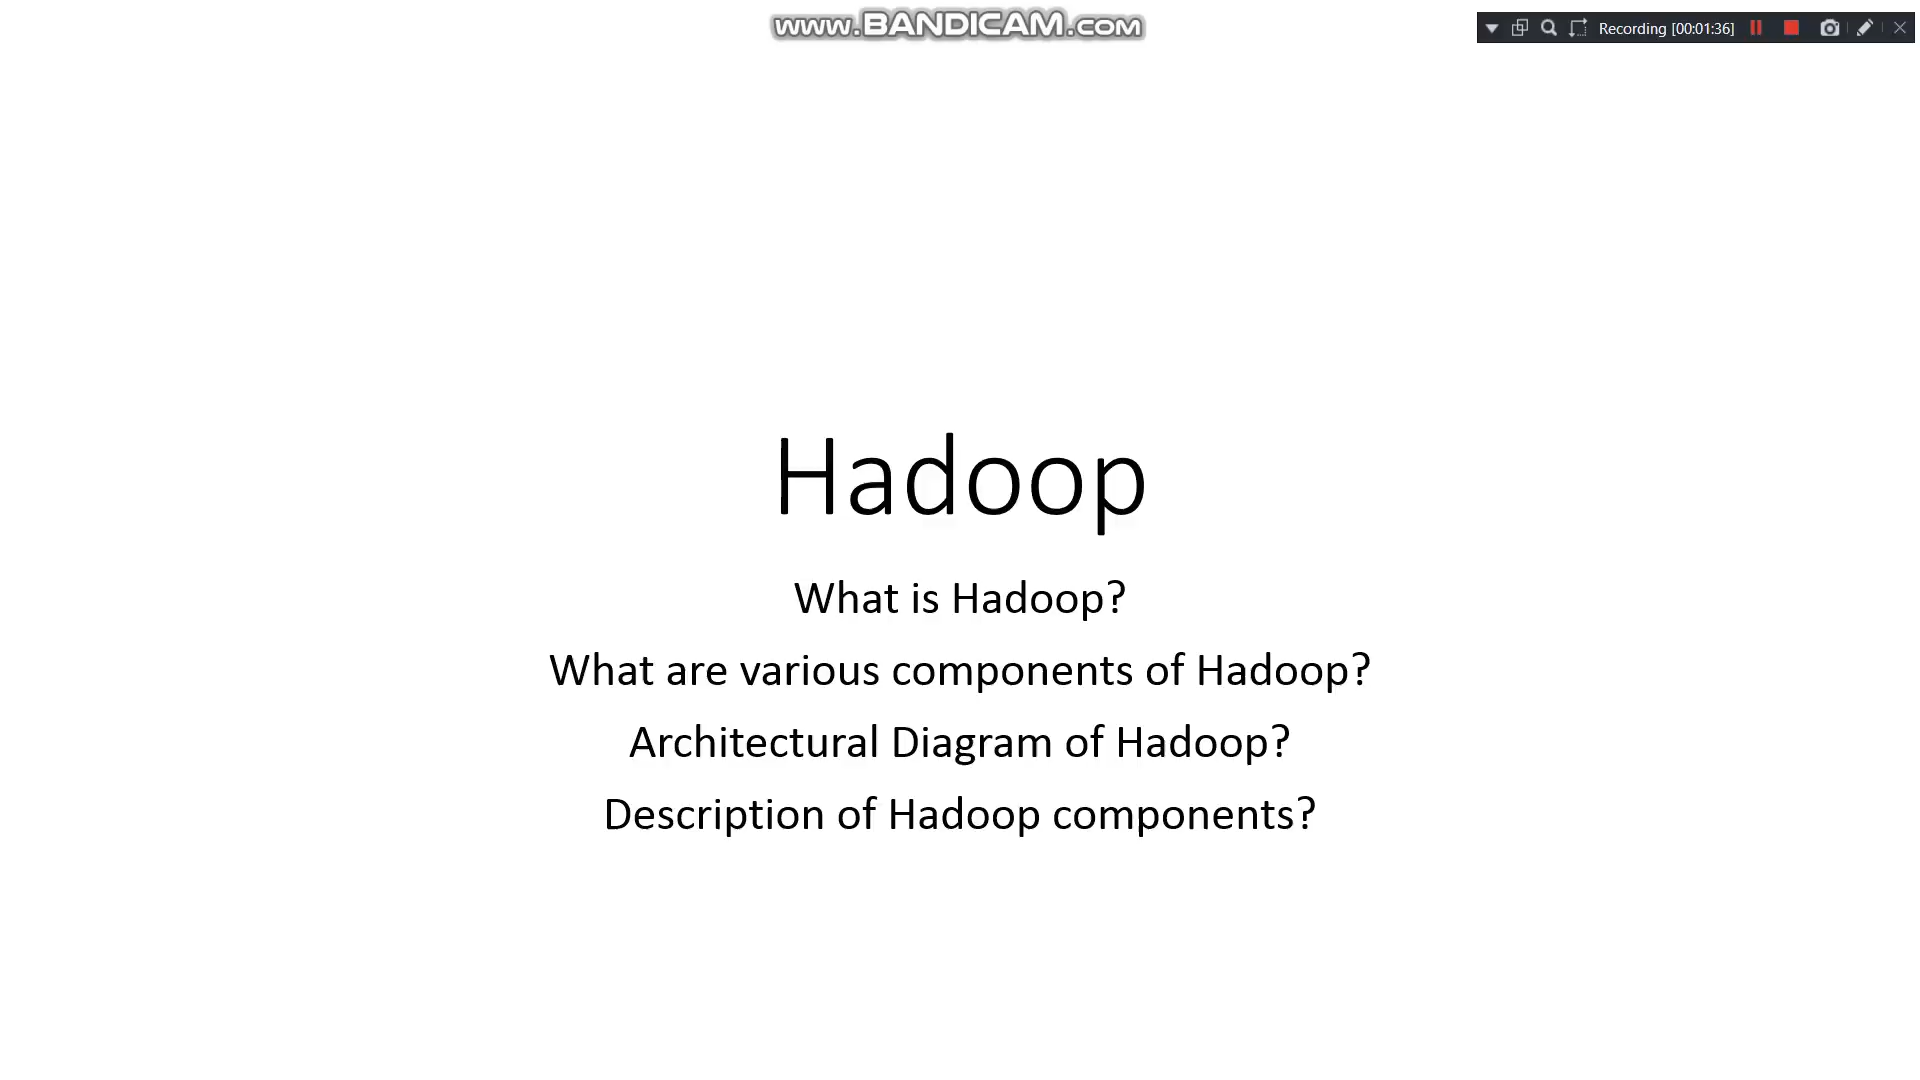 www.BANDICAM.com
Recording [00:01:36]
Hadoop
What is Hadoop?
What are various components of Hadoop?
Architectural Diagram of Hadoop?
Description of Hadoop components?